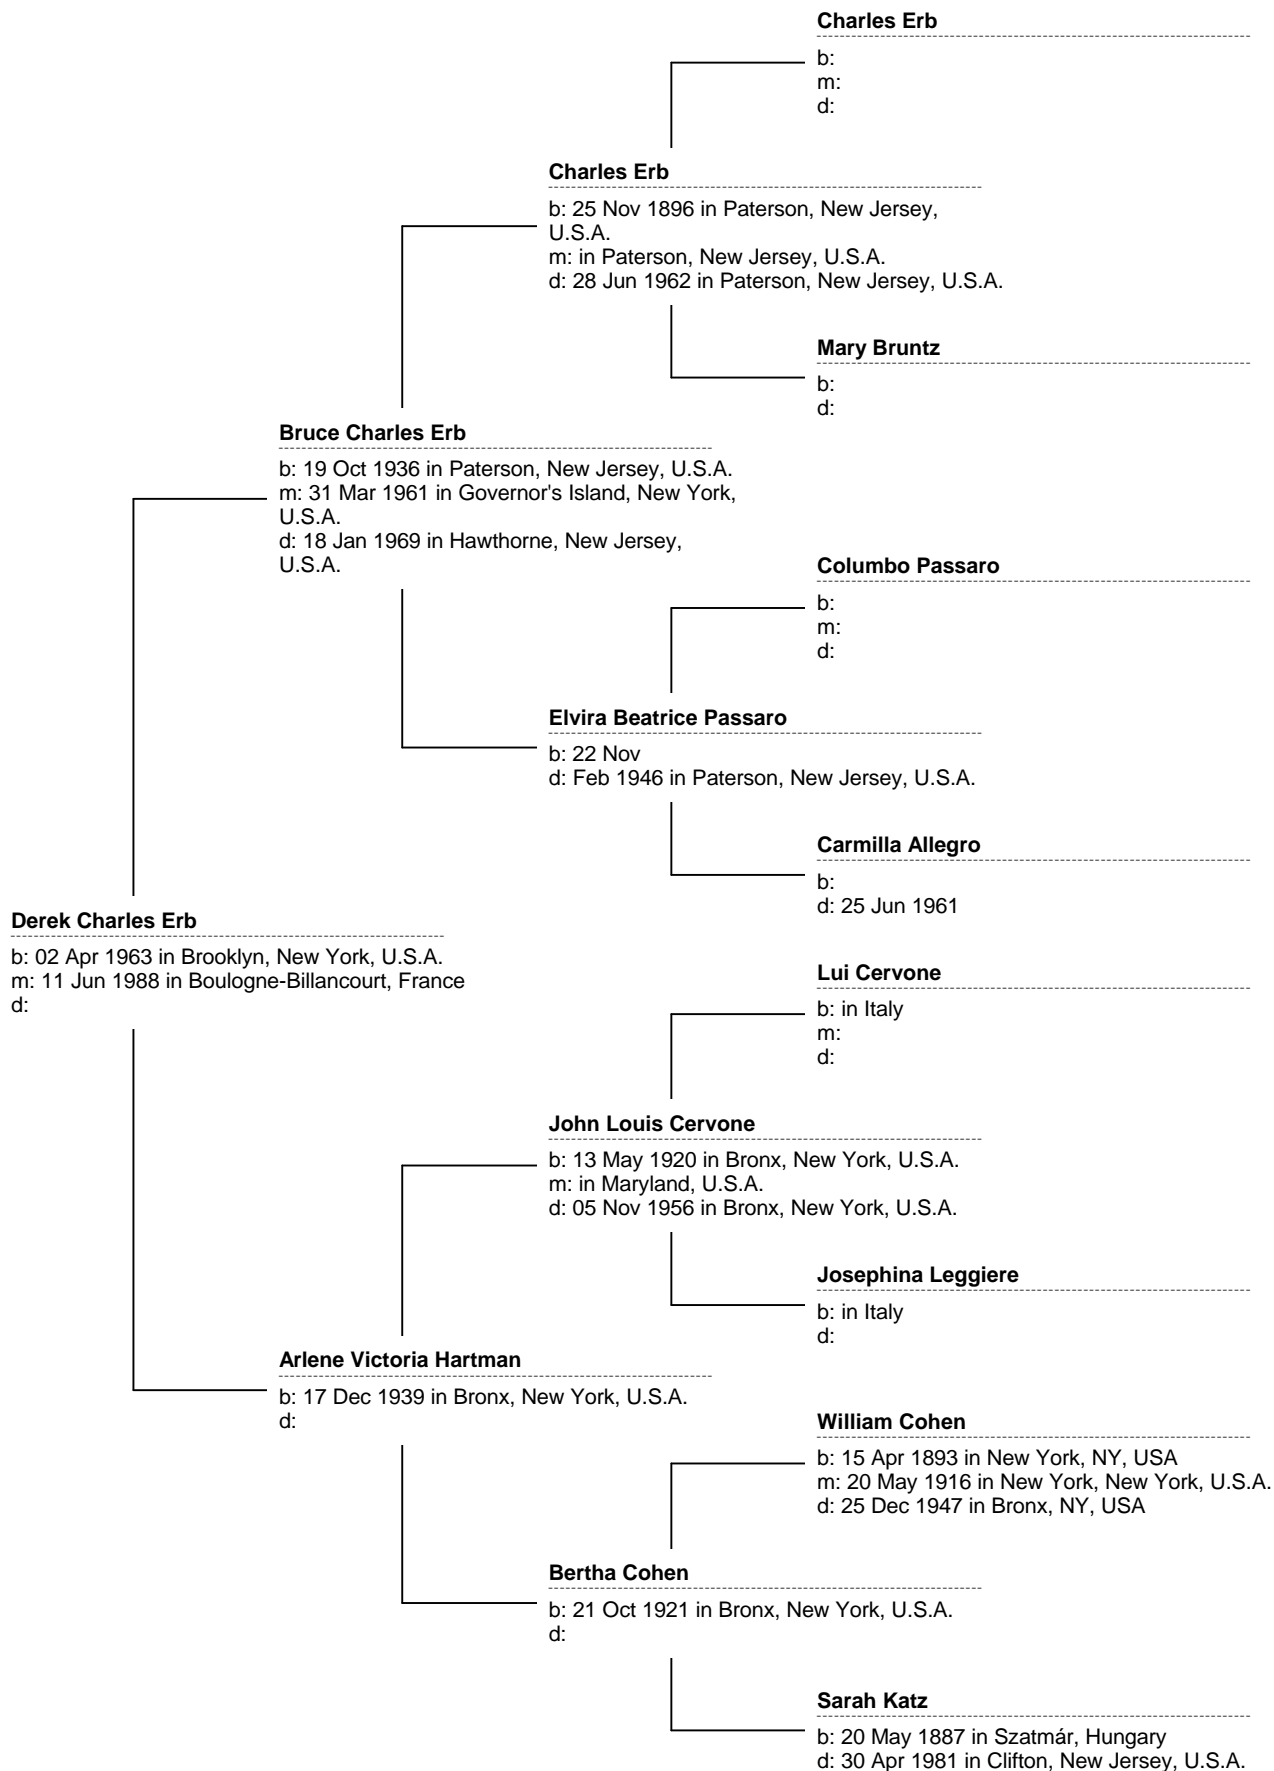 Charles Erb
b:
m:
d:
Charles Erb
b: 25 Nov 1896 in Paterson, New Jersey,
U.S.A.
m: in Paterson, New Jersey, U.S.A.
d: 28 Jun 1962 in Paterson, New Jersey, U.S.A.
Mary Bruntz
b:
d:
Bruce Charles Erb
b: 19 Oct 1936 in Paterson, New Jersey, U.S.A.
m: 31 Mar 1961 in Governor's Island, New York,
U.S.A.
d: 18 Jan 1969 in Hawthorne, New Jersey,
U.S.A.
Columbo Passaro
b:
m:
d:
Elvira Beatrice Passaro
b: 22 Nov
d: Feb 1946 in Paterson, New Jersey, U.S.A.
Carmilla Allegro
b:
d: 25 Jun 1961
Derek Charles Erb
b: 02 Apr 1963 in Brooklyn, New York, U.S.A.
m: 11 Jun 1988 in Boulogne-Billancourt, France
d:
Lui Cervone
b: in Italy
m:
d:
John Louis Cervone
b: 13 May 1920 in Bronx, New York, U.S.A.
m: in Maryland, U.S.A.
d: 05 Nov 1956 in Bronx, New York, U.S.A.
Josephina Leggiere
b: in Italy
d:
Arlene Victoria Hartman
b: 17 Dec 1939 in Bronx, New York, U.S.A.
d:
William Cohen
b: 15 Apr 1893 in New York, NY, USA
m: 20 May 1916 in New York, New York, U.S.A.
d: 25 Dec 1947 in Bronx, NY, USA
Bertha Cohen
b: 21 Oct 1921 in Bronx, New York, U.S.A.
d:
Sarah Katz
b: 20 May 1887 in Szatmár, Hungary
d: 30 Apr 1981 in Clifton, New Jersey, U.S.A.